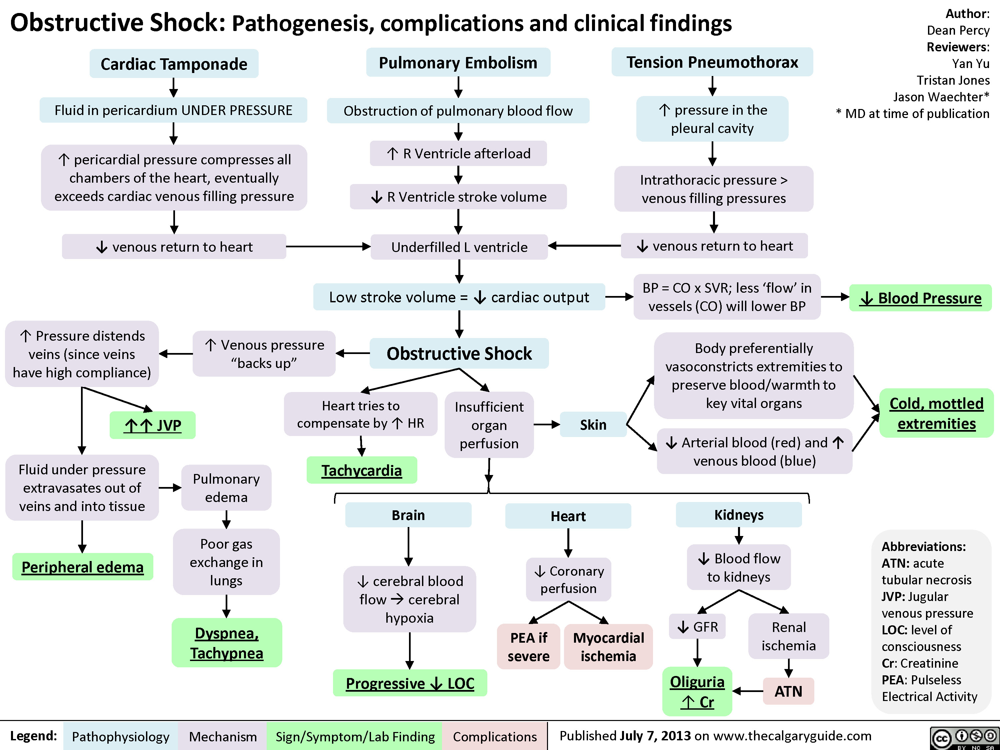 Obstructive Shock: Pathogenesis, complications and clinical findings
Author:
Dean Percy
Reviewers:
Yan Yu
Tristan Jones
Jason Waechter*
* MD at time of publication
Cardiac Tamponade
Fluid in pericardium UNDER PRESSURE
↑ pericardial pressure compresses all
chambers of the heart, eventually
exceeds cardiac venous filling pressure
↓ venous return to heart
Pulmonary Embolism
Obstruction of pulmonary blood flow
↑ R Ventricle afterload
↓ R Ventricle stroke volume
Underfilled L ventricle
Tension Pneumothorax
↑ pressure in the
pleural cavity
Intrathoracic pressure >
venous filling pressures
↓ venous return to heart
Low stroke volume = ↓ cardiac output
BP = CO x SVR; less ‘flow’ in
vessels (CO) will lower BP
↓ Blood Pressure
Obstructive Shock
↑ Venous pressure
“backs up”
↑ Pressure distends
veins (since veins
have high compliance)
↑↑ JVP
Fluid under pressure
extravasates out of
veins and into tissue
Peripheral edema
Pulmonary
edema
Poor gas
exchange in
lungs
Dyspnea,
Tachypnea
Heart tries to
compensate by ↑ HR
Tachycardia
Insufficient
organ
perfusion
Skin
Body preferentially
vasoconstricts extremities to
preserve blood/warmth to
key vital organs
↓ Arterial blood (red) and ↑
venous blood (blue)
Cold, mottled
extremities
Brain
↓ cerebral blood
flow → cerebral
hypoxia
Progressive ↓ LOC
Heart
↓ Coronary
perfusion
PEA if
severe
Myocardial
ischemia
Kidneys
↓ Blood flow
to kidneys
↓ GFR
Renal
ischemia
Oliguria
↑ Cr
ATN
Abbreviations:
ATN: acute
tubular necrosis
JVP: Jugular
venous pressure
LOC: level of
consciousness
Cr: Creatinine
PEA: Pulseless
Electrical Activity
Legend:
Pathophysiology
Mechanism
Sign/Symptom/Lab Finding
Complications
Published July 7, 2013 on www.thecalgaryguide.com
cc
BY NC SA